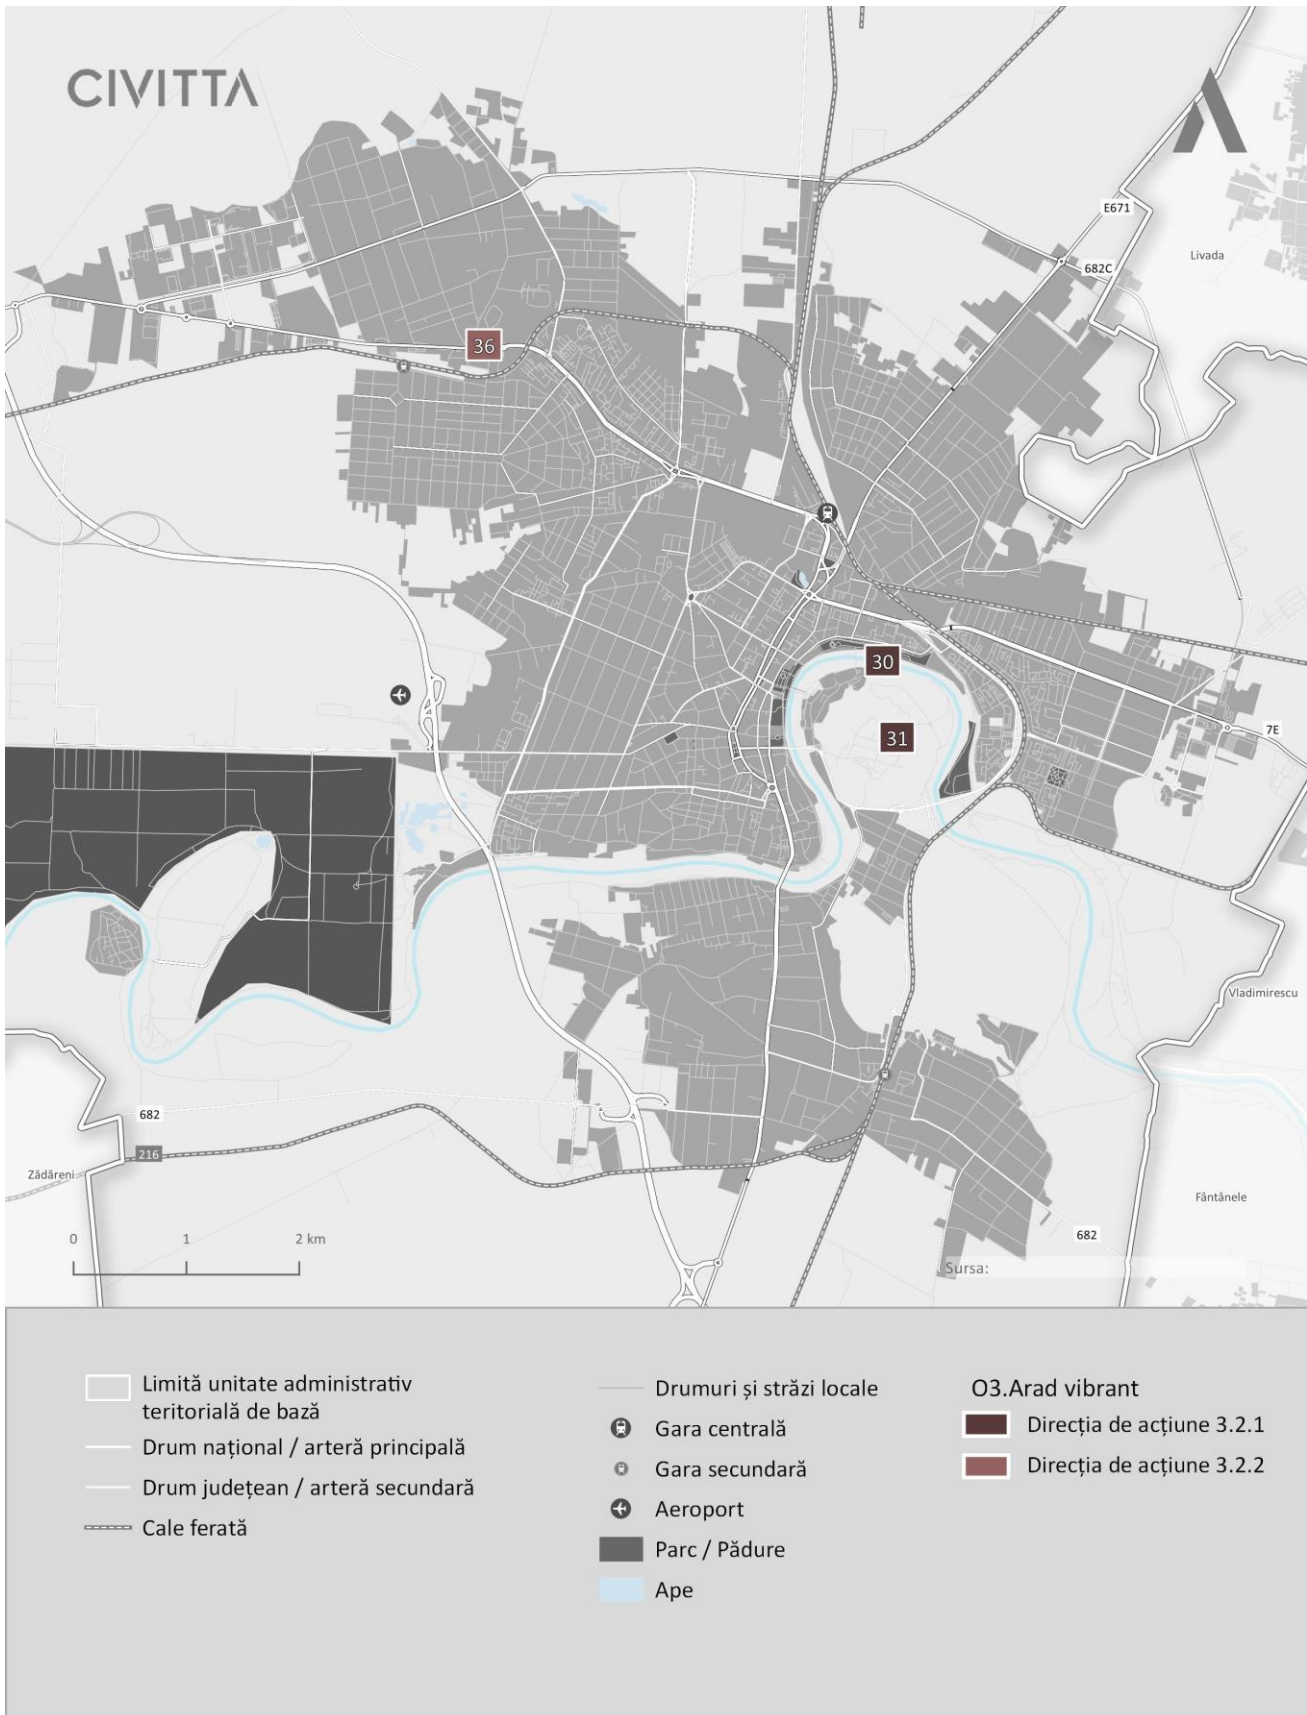 CIVITTA
E671
Livada
682C
36
30
31
7E
Vladimirescu
682
216
Zădăreni
Fântânele
682
0 1 2 km
Sursa:
Limită unitate administrativ
teritorială de bază
Drum național / arteră principală
Drum județean / arteră secundară
Cale ferată
Drumuri și străzi locale
Gara centrală
Gara secundară
Aeroport
Parc / Pădure
Ape
O3.Arad vibrant
Direcția de acțiune 3.2.1
Direcția de acțiune 3.2.2